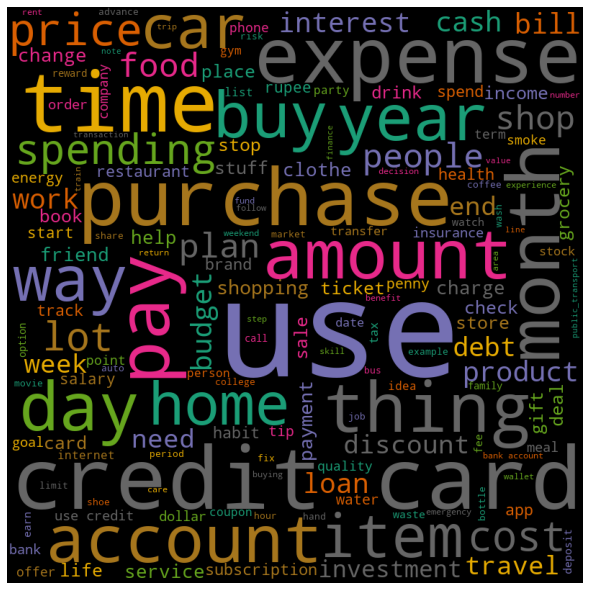 rent
advance
price
car
trip
phone
risk
interest
cash
bill
note
gym
change
reward
company
food
place
expense
order
list
rupee
party
drink
spend
income
number
time
buy
year
shop
transaction
spending
stuff
stop
finance
term
smoke
people
value
energy
restaurant
clothe
health
decision
coffee
experience
train
work
purchase
end
grocery
book
fund
follow
watch
wash
start
share
weekend
market
transfer
insurance
line
month
friend
help
return
plan
brand
amount
area
stock
way
pay
budget
shopping
ticket
penny
charge
benefit
public_transport
track
sale
date
tax
check
store
option
lot
step
call
use
skill
example
debt
week
point
auto
bus
product
salary
person
movie
college
idea
family
day
home
job
thing
gift
deal
goal
card
need
habit
tip
payment
discount
fee
internet
period
fix
quality
meal
bank account
limit
buying
credit card
loan
wallet
shoe
care
water
waste
bottle
app
use credit
coupon
emergency
earn
dollar
hour
hand
account
item
cost
deposit
bank
offer
life
service
subscription
investment
travel